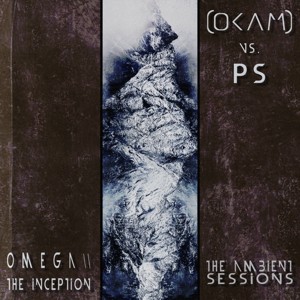 (OKAM)
vs.
PS
OMEGA II
THE INCEPTION
THE AMBIENT
SESSIONS